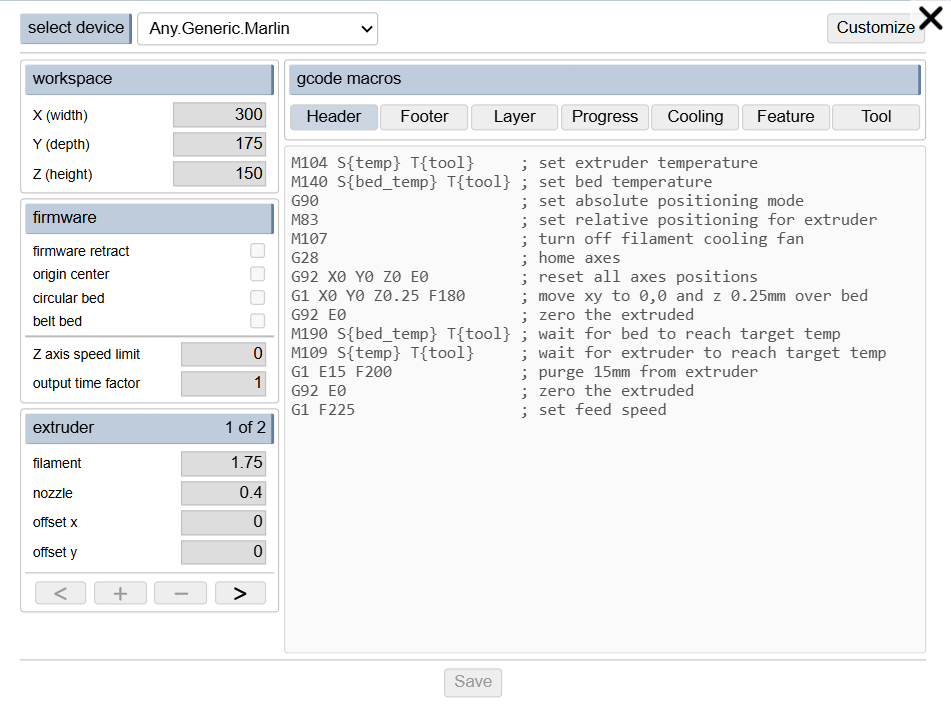 select device Any.Generic.Marlin Customize
workspace
X (width) 300
Y (depth) 175
Z (height) 150
firmware
firmware retract
origin center
circular bed
belt bed
Z axis speed limit 0
output time factor 1
extruder 1 of 2
filament 1.75
nozzle 0.4
offset x 0
offset y 0
< + − >
gcode macros
Header Footer Layer Progress Cooling Feature Tool
M104 S{temp} T{tool} ; set extruder temperature
M140 S{bed_temp} T{tool} ; set bed temperature
G90 ; set absolute positioning mode
M83 ; set relative positioning for extruder
M107 ; turn off filament cooling fan
G28 ; home axes
G92 X0 Y0 Z0 E0 ; reset all axes positions
G1 X0 Y0 Z0.25 F180 ; move xy to 0,0 and z 0.25mm over bed
G92 E0 ; zero the extruded
M190 S{bed_temp} T{tool} ; wait for bed to reach target temp
M109 S{temp} T{tool} ; wait for extruder to reach target temp
G1 E15 F200 ; purge 15mm from extruder
G92 E0 ; zero the extruded
G1 F225 ; set feed speed
Save